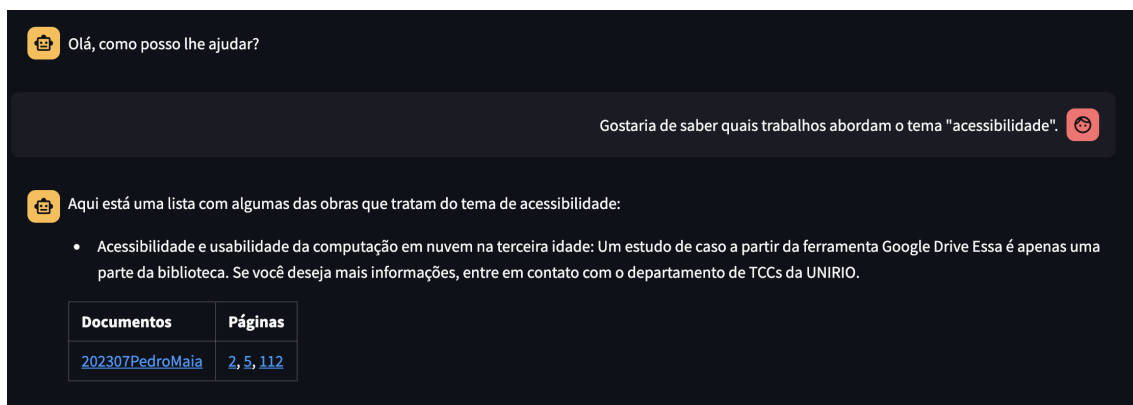 Olá, como posso lhe ajudar?
Gostaria de saber quais trabalhos abordam o tema "acessibilidade".
Aqui está uma lista com algumas das obras que tratam do tema de acessibilidade:
• Acessibilidade e usabilidade da computação em nuvem na terceira idade: Um estudo de caso a partir da ferramenta Google Drive Essa é apenas uma
parte da biblioteca. Se você deseja mais informações, entre em contato com o departamento de TCCs da UNIRIO.
Documentos Páginas
202307PedroMaia 2, 5, 112